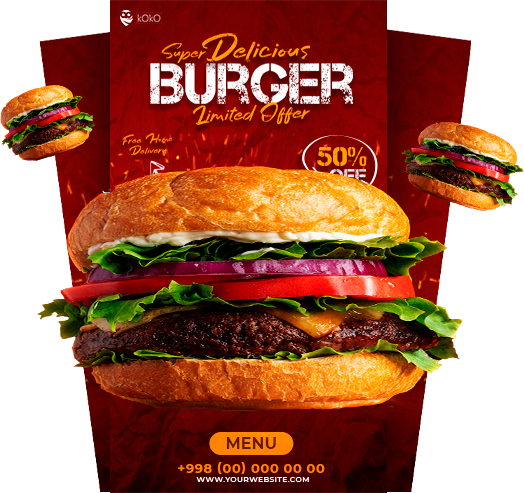 kOkO
Super Delicious
BURGER
Limited Offer
Free Home
Delivery
50%
OFF
MENU
+998 (00) 000 00 00
WWW.YOURWEBSITE.COM